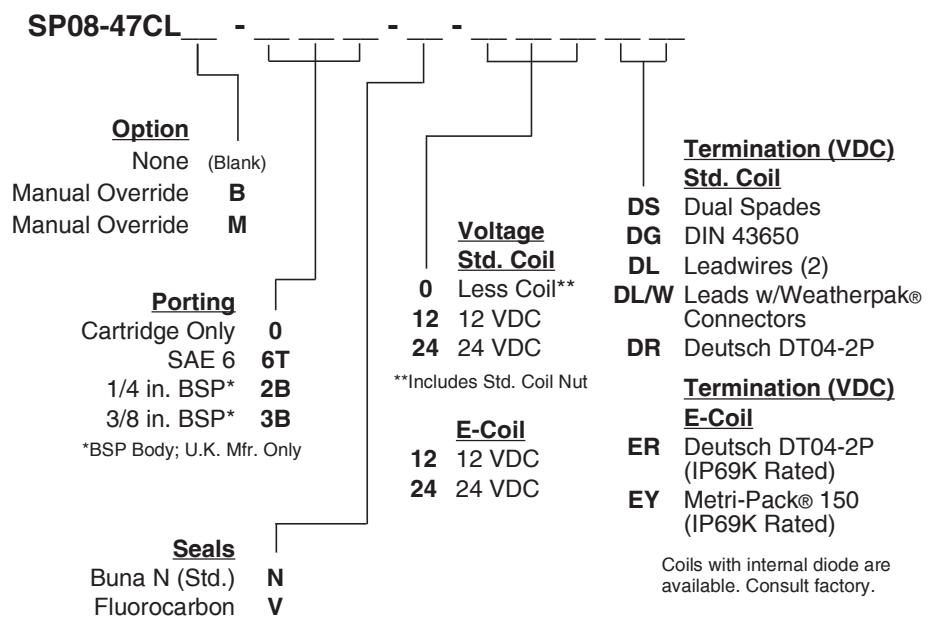 SP08-47CL__ - __ __ __ - __ - __ __ __ __ __
Option
None (Blank)
Manual Override B
Manual Override M
Porting
Cartridge Only 0
SAE 6 6T
1/4 in. BSP* 2B
3/8 in. BSP* 3B
*BSP Body; U.K. Mfr. Only
Seals
Buna N (Std.) N
Fluorocarbon V
Voltage
Std. Coil
0 Less Coil**
12 12 VDC
24 24 VDC
**Includes Std. Coil Nut
E-Coil
12 12 VDC
24 24 VDC
Termination (VDC)
Std. Coil
DS Dual Spades
DG DIN 43650
DL Leadwires (2)
DL/W Leads w/Weatherpak®
Connectors
DR Deutsch DT04-2P
Termination (VDC)
E-Coil
ER Deutsch DT04-2P
(IP69K Rated)
EY Metri-Pack® 150
(IP69K Rated)
Coils with internal diode are
available. Consult factory.